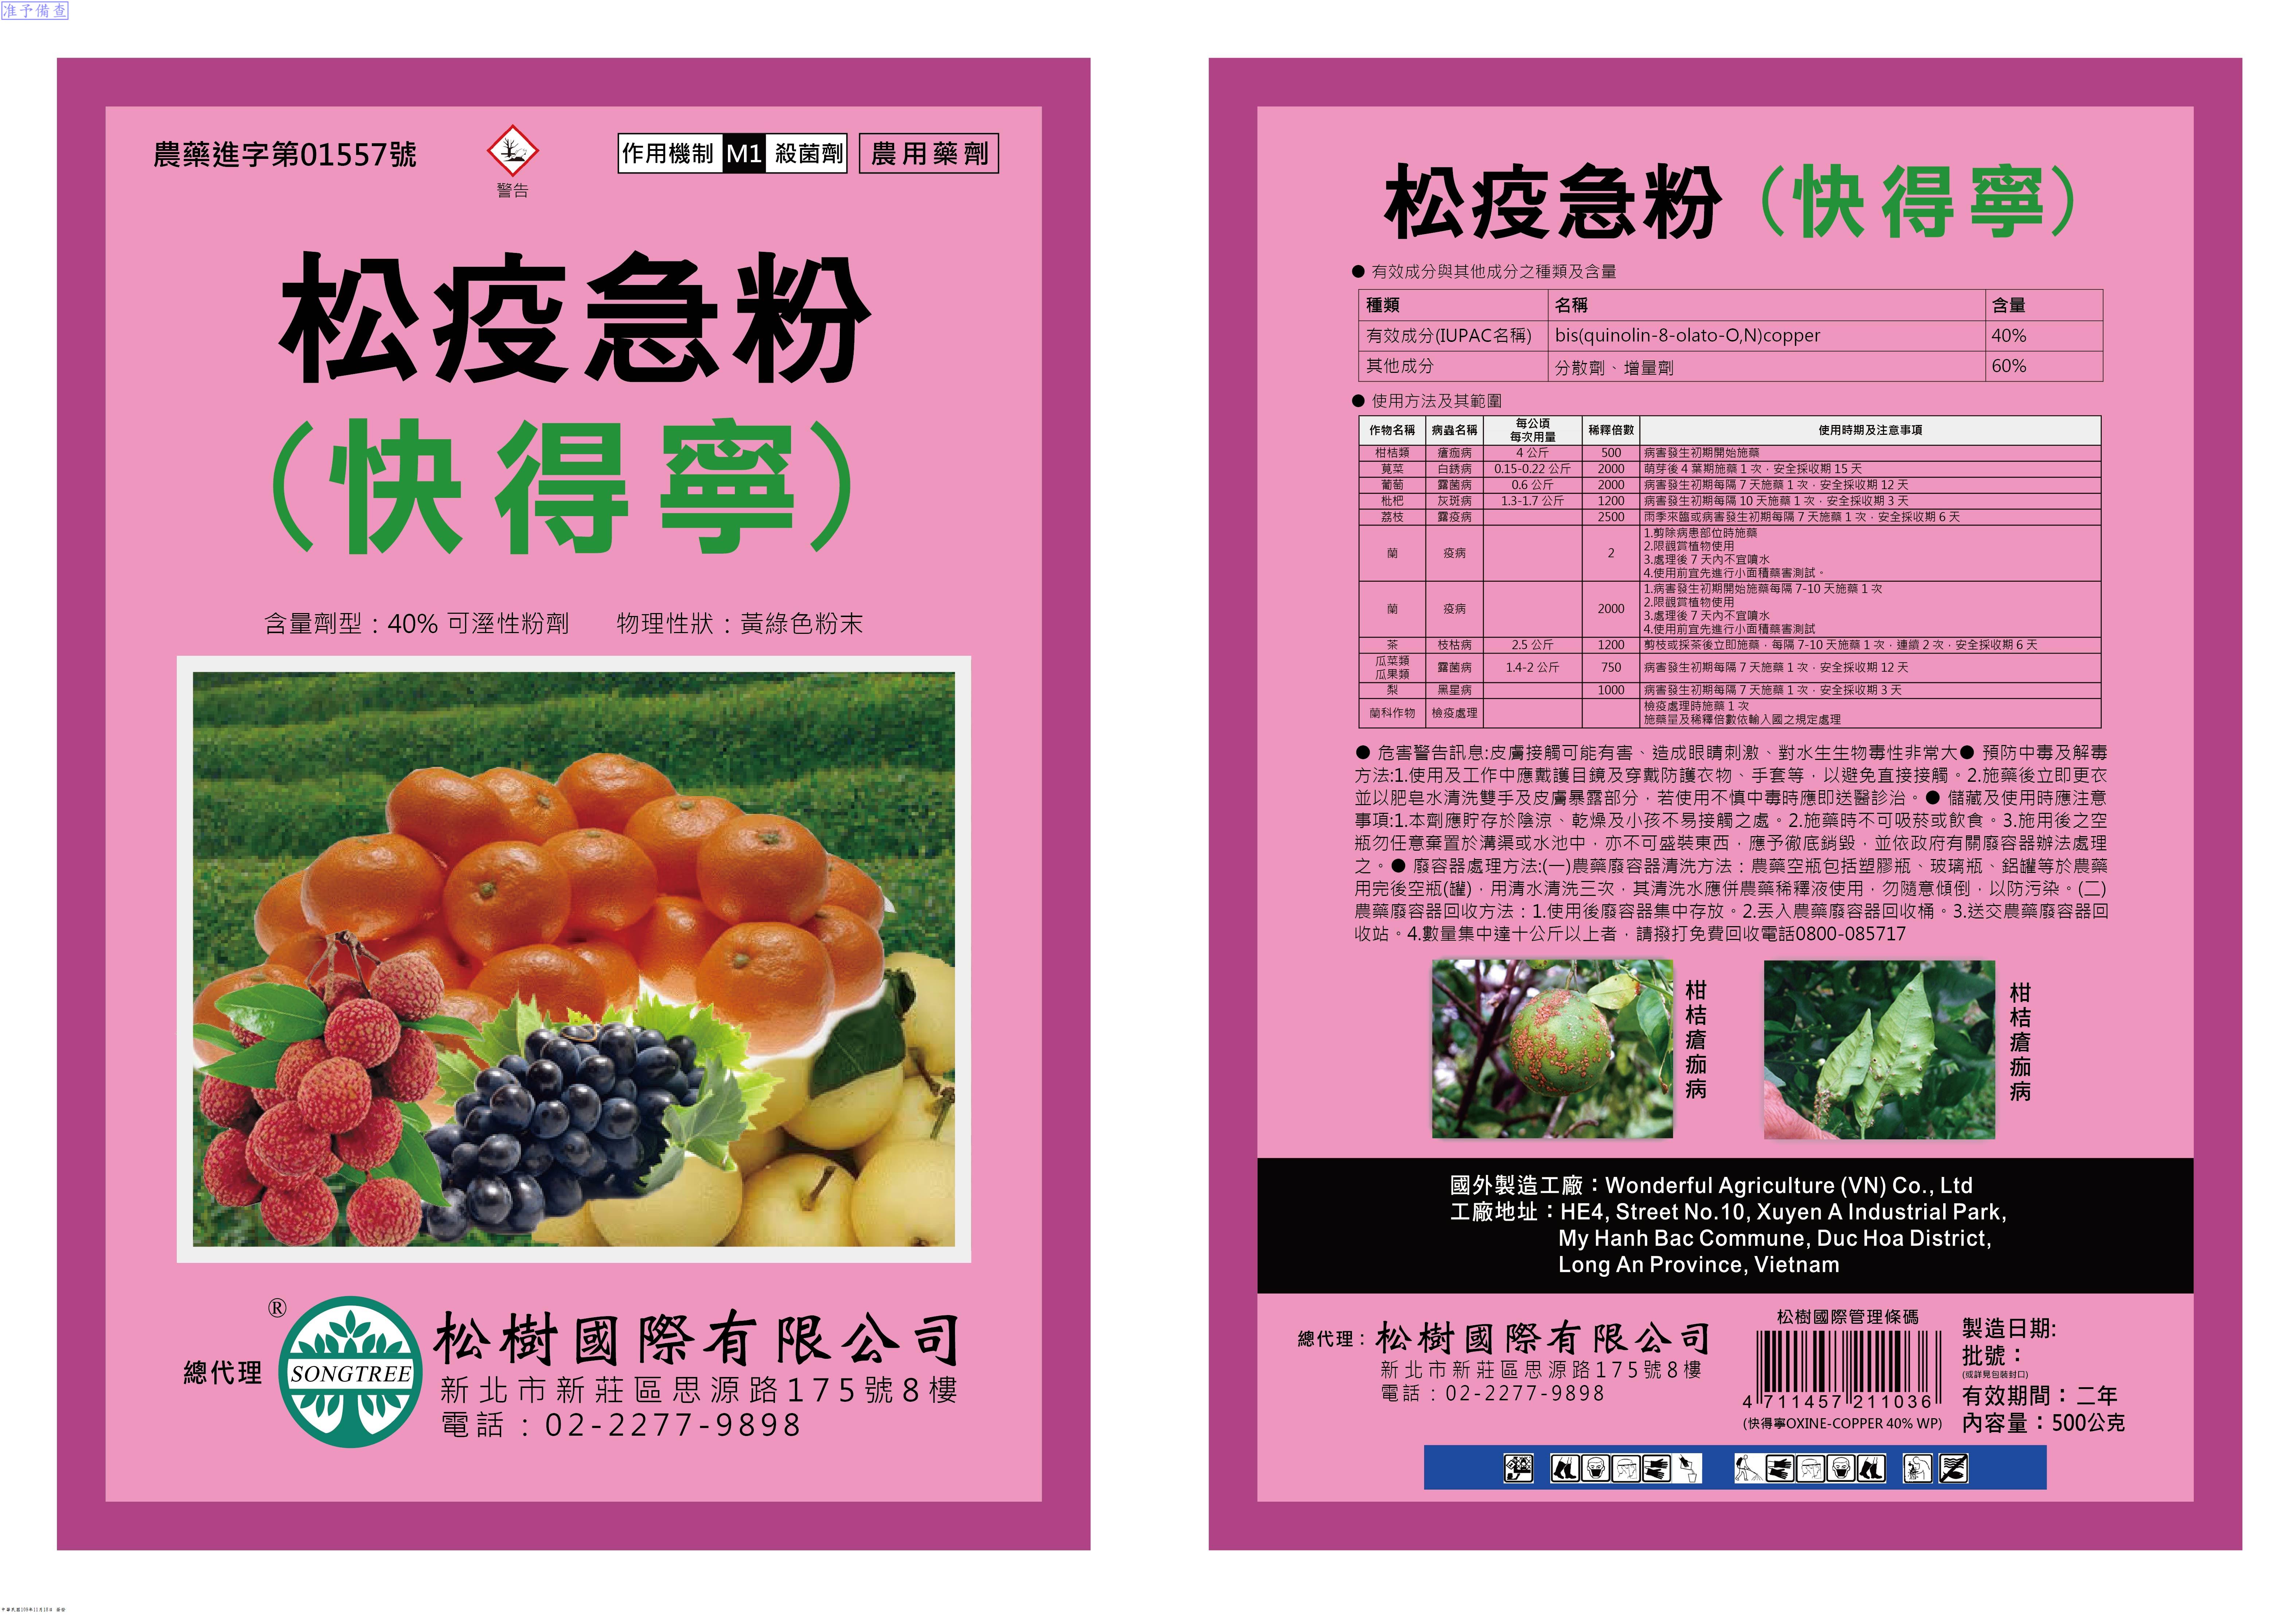 准予備查
農藥進字第01557號
警告
作用機制 M1 殺菌劑 農用藥劑
松疫急粉
（快得寧）
含量劑型：40% 可溼性粉劑 物理性狀：黃綠色粉末
®
總代理
SONGTREE
松樹國際有限公司
新北市新莊區思源路175號8樓
電話：02-2277-9898
松疫急粉（快得寧）
● 有效成分與其他成分之種類及含量
種類 名稱 含量
有效成分(IUPAC名稱) bis(quinolin-8-olato-O,N)copper 40%
其他成分 分散劑、增量劑 60%
● 使用方法及其範圍
作物名稱 病蟲名稱 每公頃每次用量 稀釋倍數 使用時期及注意事項
柑桔類 瘡痂病 4 公斤 500 病害發生初期開始施藥
莧菜 白銹病 0.15-0.22 公斤 2000 萌芽後 4 葉期施藥 1 次，安全採收期 15 天
葡萄 露菌病 0.6 公斤 2000 病害發生初期每隔 7 天施藥 1 次，安全採收期 12 天
枇杷 灰斑病 1.3-1.7 公斤 1200 病害發生初期每隔 10 天施藥 1 次，安全採收期 3 天
荔枝 露疫病 2500 雨季來臨或病害發生初期每隔 7 天施藥 1 次，安全採收期 6 天
蘭 疫病 2 1.剪除病患部位時施藥
2.限觀賞植物使用
3.處理後 7 天內不宜噴水
4.使用前宜先進行小面積藥害測試。
蘭 疫病 2000 1.病害發生初期開始施藥每隔 7-10 天施藥 1 次
2.限觀賞植物使用
3.處理後 7 天內不宜噴水
4.使用前宜先進行小面積藥害測試
茶 枝枯病 2.5 公斤 1200 剪枝或採茶後立即施藥，每隔 7-10 天施藥 1 次，連續 2 次，安全採收期 6 天
瓜菜類
瓜果類 露菌病 1.4-2 公斤 750 病害發生初期每隔 7 天施藥 1 次，安全採收期 12 天
梨 黑星病 1000 病害發生初期每隔 7 天施藥 1 次，安全採收期 3 天
蘭科作物 檢疫處理 檢疫處理時施藥 1 次
施藥量及稀釋倍數依輸入國之規定處理
● 危害警告訊息:皮膚接觸可能有害、造成眼睛刺激、對水生生物毒性非常大● 預防中毒及解毒
方法:1.使用及工作中應戴護目鏡及穿戴防護衣物、手套等，以避免直接接觸。2.施藥後立即更衣
並以肥皂水清洗雙手及皮膚暴露部分，若使用不慎中毒時應即送醫診治。● 儲藏及使用時應注意
事項:1.本劑應貯存於陰涼、乾燥及小孩不易接觸之處。2.施藥時不可吸菸或飲食。3.施用後之空
瓶勿任意棄置於溝渠或水池中，亦不可盛裝東西，應予徹底銷毀，並依政府有關廢容器辦法處理
之。● 廢容器處理方法:(一)農藥廢容器清洗方法：農藥空瓶包括塑膠瓶、玻璃瓶、鋁罐等於農藥
用完後空瓶(罐)，用清水清洗三次，其清洗水應併農藥稀釋液使用，勿隨意傾倒，以防污染。(二)
農藥廢容器回收方法：1.使用後廢容器集中存放。2.丟入農藥廢容器回收桶。3.送交農藥廢容器回
收站。4.數量集中達十公斤以上者，請撥打免費回收電話0800-085717
柑桔瘡痂病
柑桔瘡痂病
國外製造工廠：Wonderful Agriculture (VN) Co., Ltd
工廠地址：HE4, Street No.10, Xuyen A Industrial Park,
My Hanh Bac Commune, Duc Hoa District,
Long An Province, Vietnam
總代理：松樹國際有限公司
新北市新莊區思源路175號8樓
電話：02-2277-9898
松樹國際管理條碼
4 711457 211036
(快得寧OXINE-COPPER 40% WP)
製造日期:
批號：
(或詳見包裝封口)
有效期間：二年
內容量：500公克